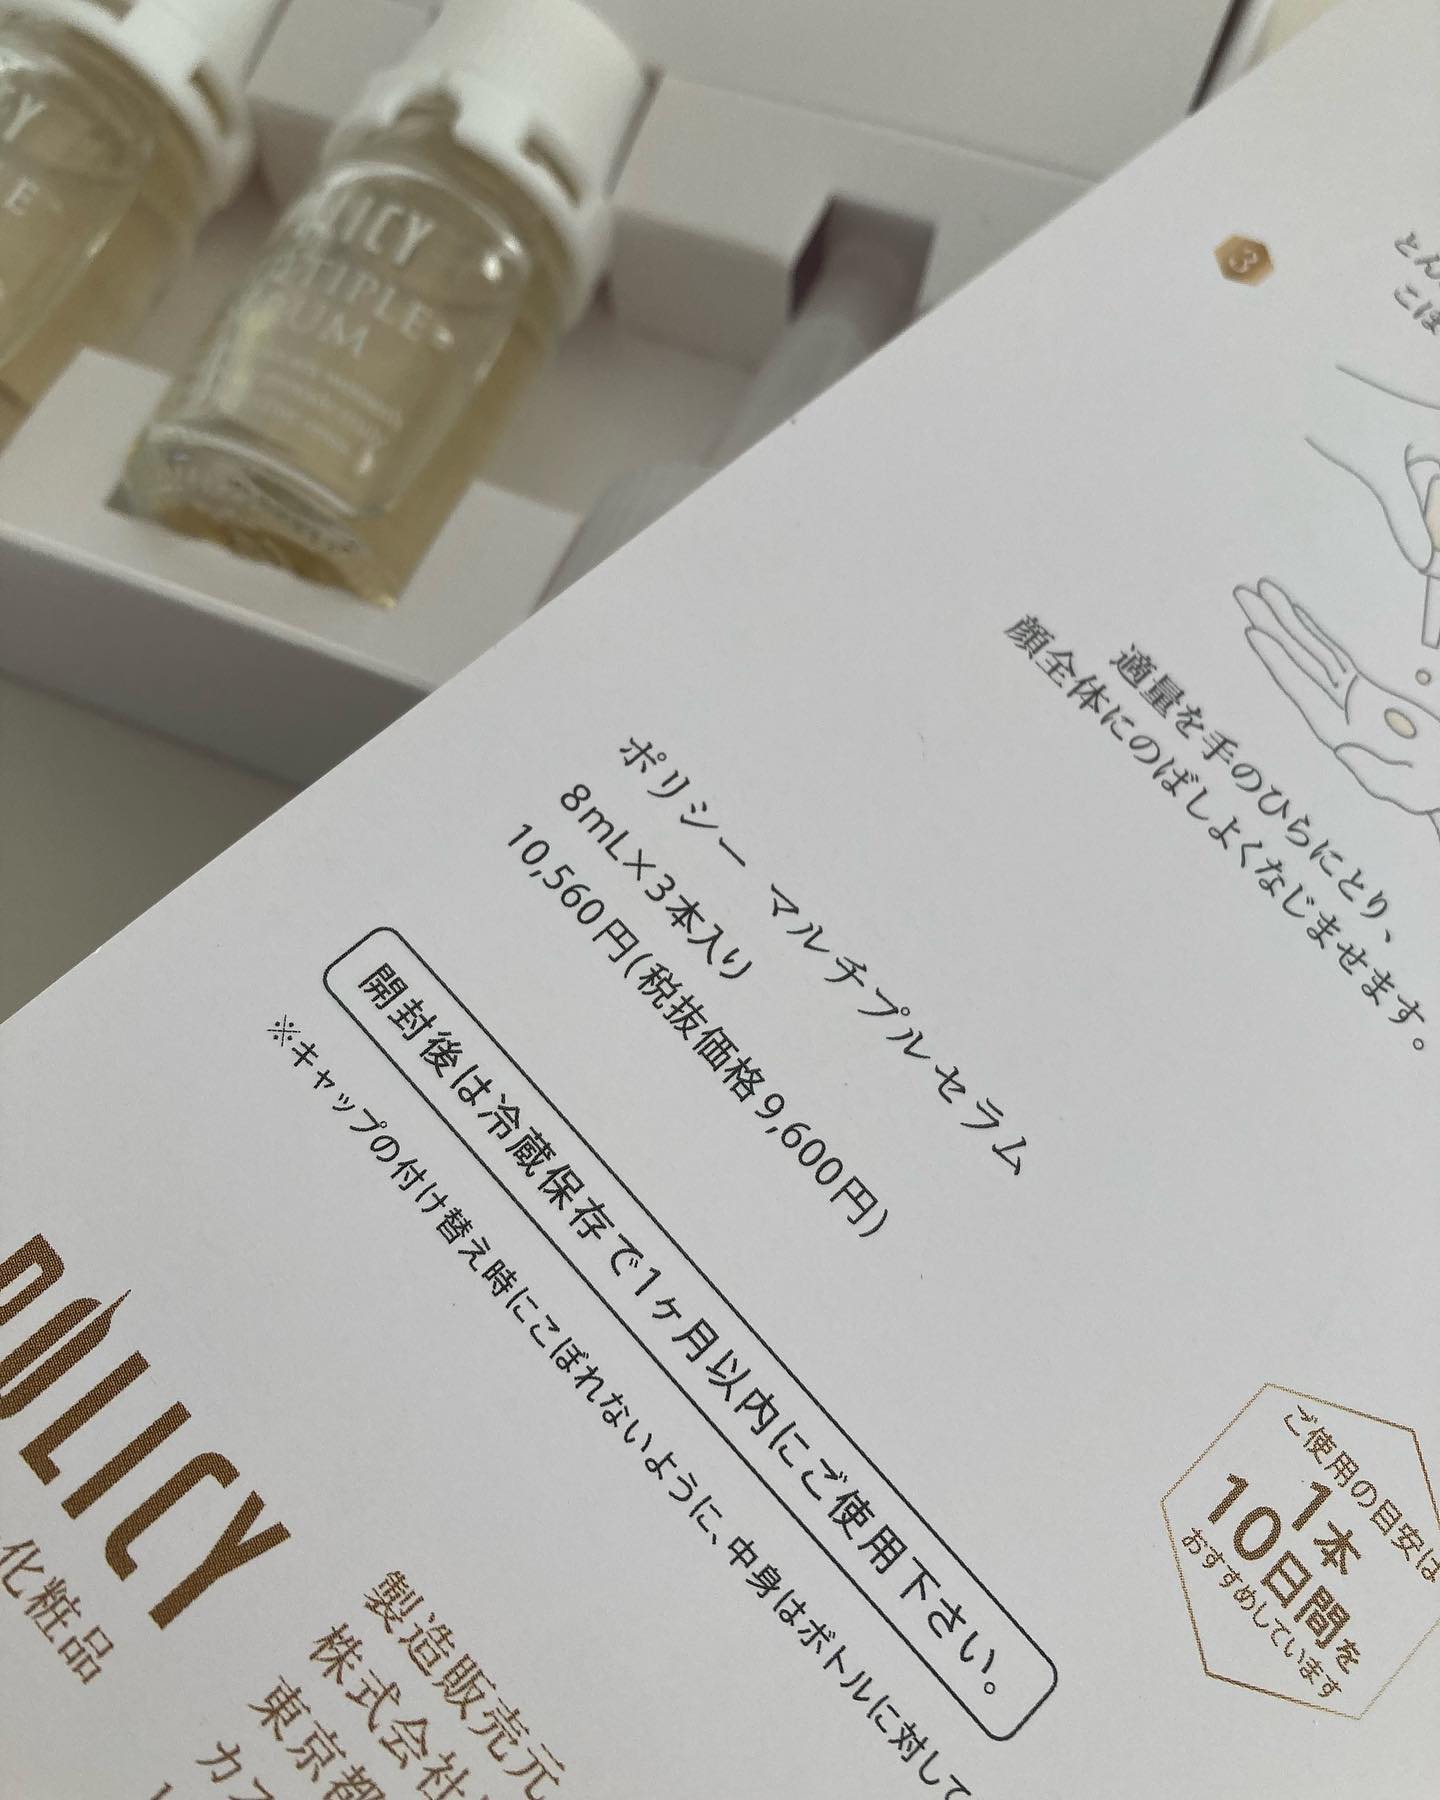 POLICY
MULTIPLE
SERUM
3
適量を手のひらにとり、
顔全体にのばしよくなじませます。
ポリシー マルチプルセラム
8mL×3本入り
10,560円(税抜価格9,600円)
開封後は冷蔵保存で1ヶ月以内にご使用下さい。
※キャップの付け替え時にこぼれないように、中身はボトルに対して
ご使用の目安は
1本
10日間を
おすすめしています
POLICY
化粧品
製造販売元
株式会社
東京都